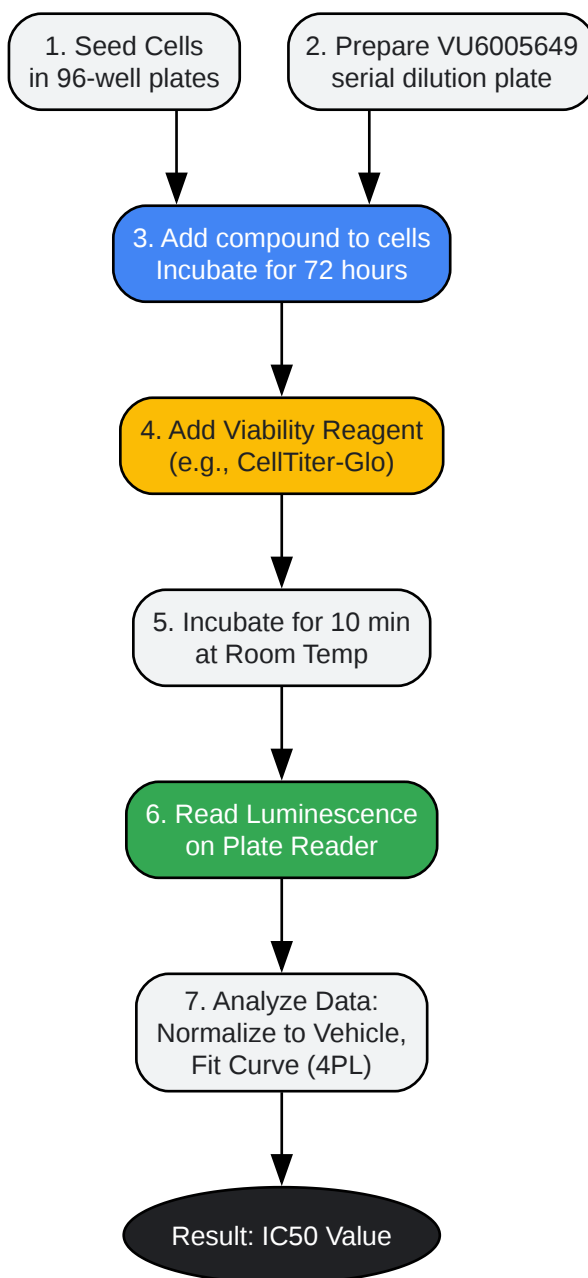 1. Seed Cells
in 96-well plates
2. Prepare VU6005649
serial dilution plate
3. Add compound to cells
Incubate for 72 hours
4. Add Viability Reagent
(e.g., CellTiter-Glo)
5. Incubate for 10 min
at Room Temp
6. Read Luminescence
on Plate Reader
7. Analyze Data:
Normalize to Vehicle,
Fit Curve (4PL)
Result: IC50 Value